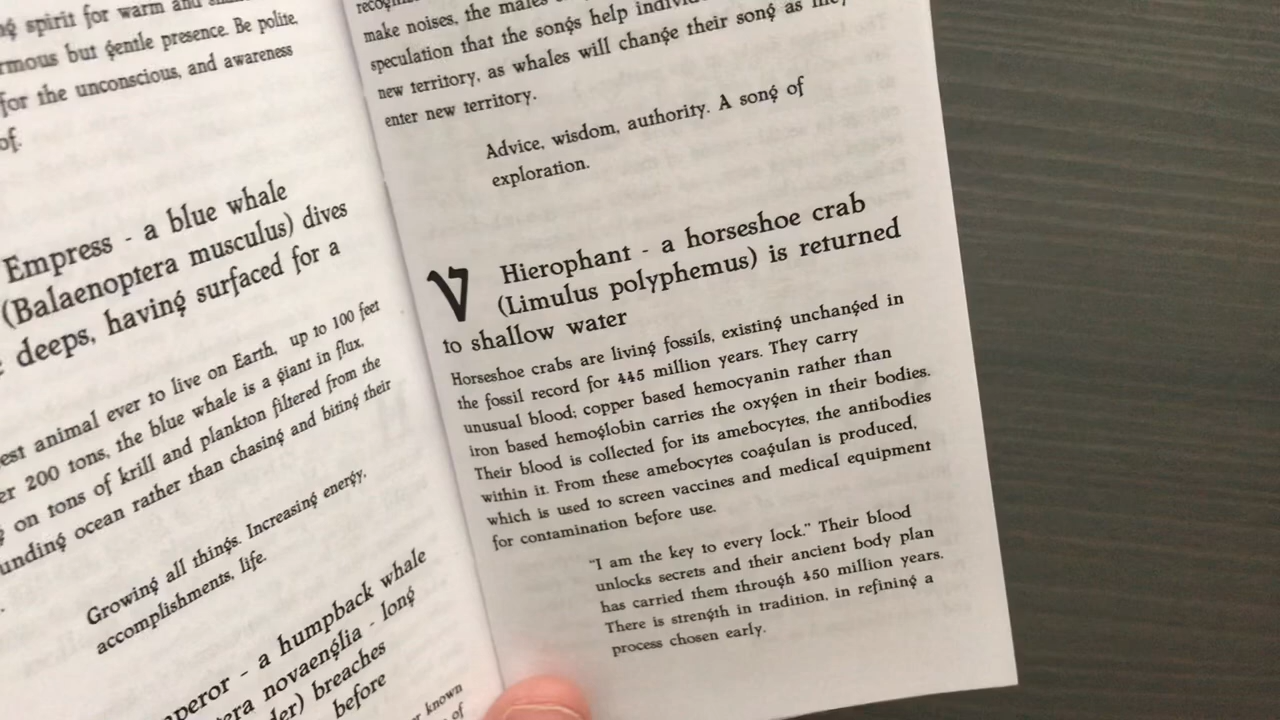 spirit for warm and
but gentle presence. Be polite,
for the unconscious, and awareness
of.
Empress - a blue whale
(Balaenoptera musculus) dives
deeps, having surfaced for a
animal ever to live on Earth, up to 100 feet
200 tons, the blue whale is a giant in flux,
on tons of krill and plankton filtered from the
ocean rather than chasing and biting their
Growing all things. Increasing energy,
accomplishments, life.
- a humpback whale
novaenglia - long
breaches
before
known
of
make noises, the males
speculation that the songs help
new territory, as whales will change their song as they
enter new territory.
Advice, wisdom, authority. A song of
exploration.
V Hierophant - a horseshoe crab
(Limulus polyphemus) is returned
to shallow water
Horseshoe crabs are living fossils, existing unchanged in
the fossil record for 445 million years. They carry
unusual blood; copper based hemocyanin rather than
iron based hemoglobin carries the oxygen in their bodies.
Their blood is collected for its amebocytes, the antibodies
within it. From these amebocytes coagulan is produced,
which is used to screen vaccines and medical equipment
for contamination before use.
"I am the key to every lock." Their blood
unlocks secrets and their ancient body plan
has carried them through 450 million years.
There is strength in tradition, in refining a
process chosen early.